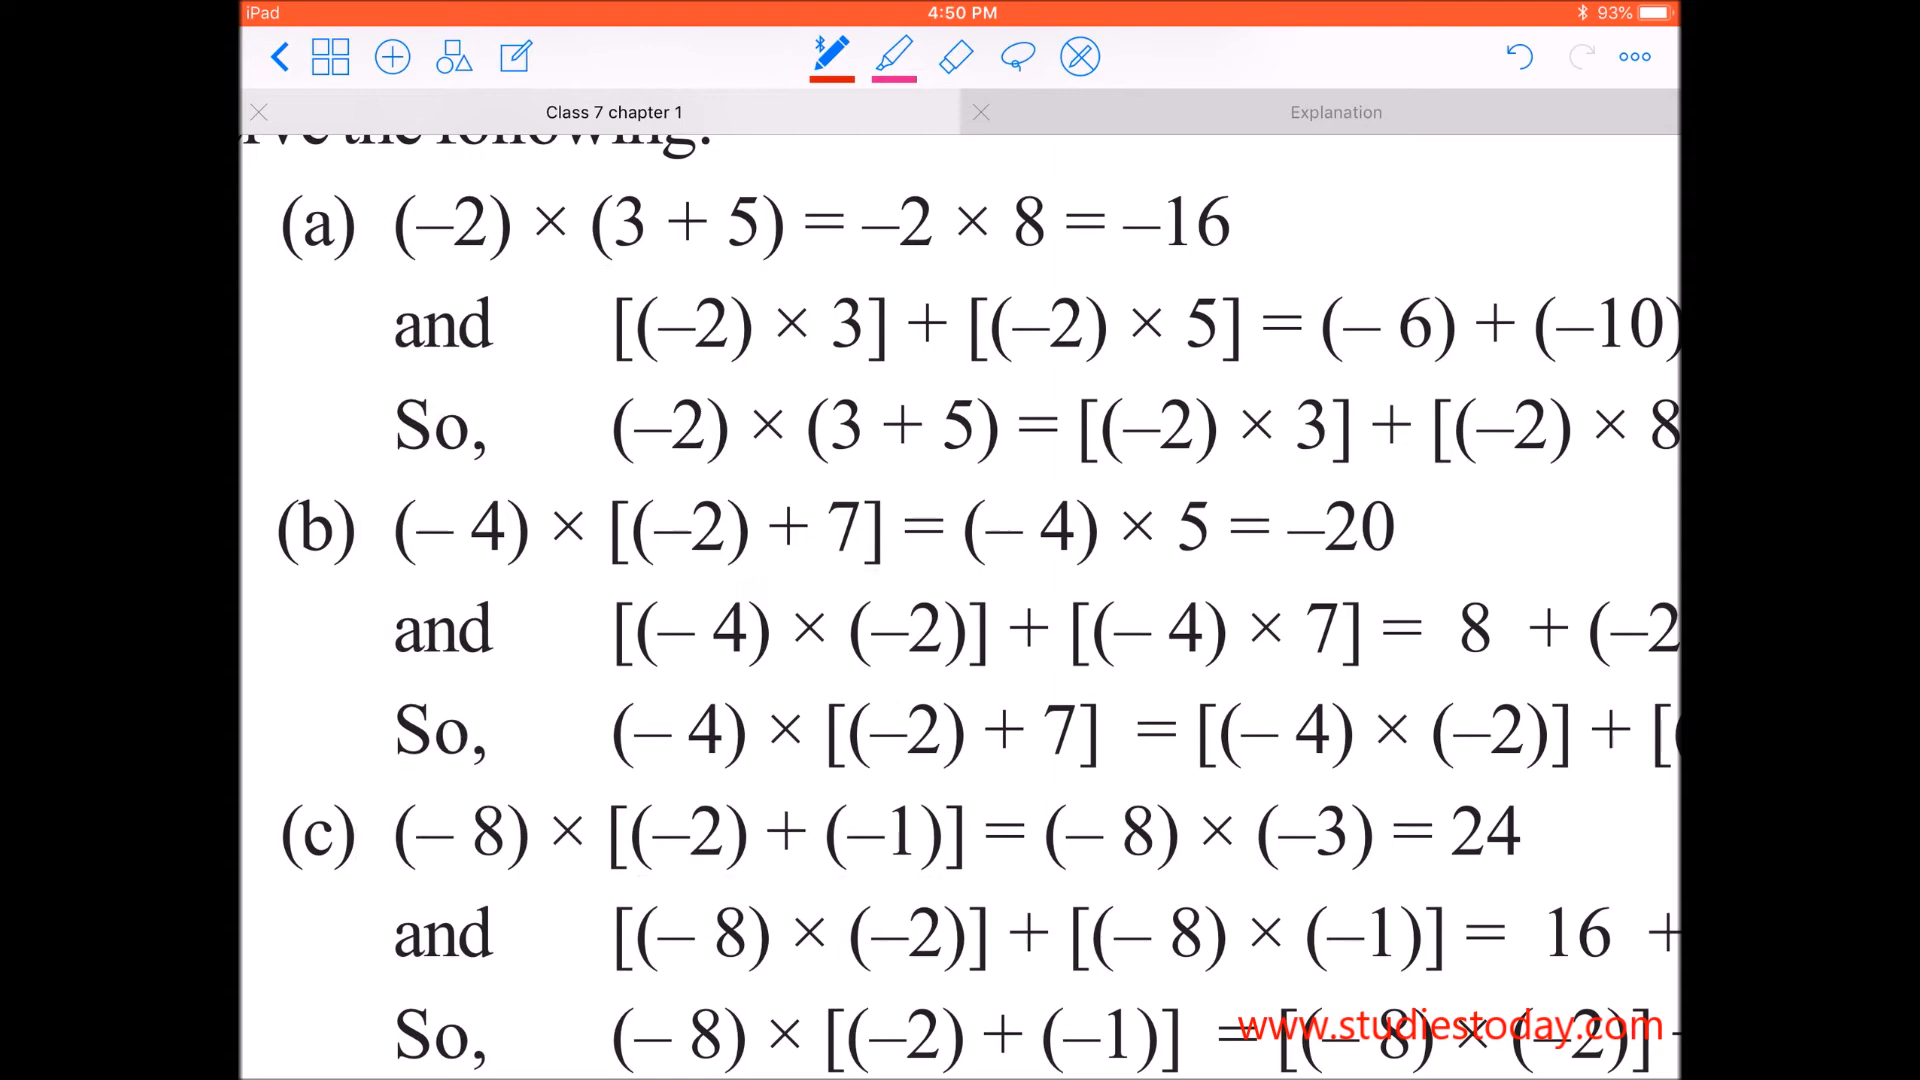 iPad 4:50 PM 93%
Class 7 chapter 1 Explanation
the following:
(a) (–2) × (3 + 5) = –2 × 8 = –16
and [(–2) × 3] + [(–2) × 5] = (– 6) + (–10)
So, (–2) × (3 + 5) = [(–2) × 3] + [(–2) × 8
(b) (– 4) × [(–2) + 7] = (– 4) × 5 = –20
and [(– 4) × (–2)] + [(– 4) × 7] = 8 + (–2
So, (– 4) × [(–2) + 7] = [(– 4) × (–2)] + [(
(c) (– 8) × [(–2) + (–1)] = (– 8) × (–3) = 24
and [(– 8) × (–2)] + [(– 8) × (–1)] = 16 +
So, (– 8) × [(–2) + (–1)] = [(– 8) × (–2)]
www.studiestoday.com